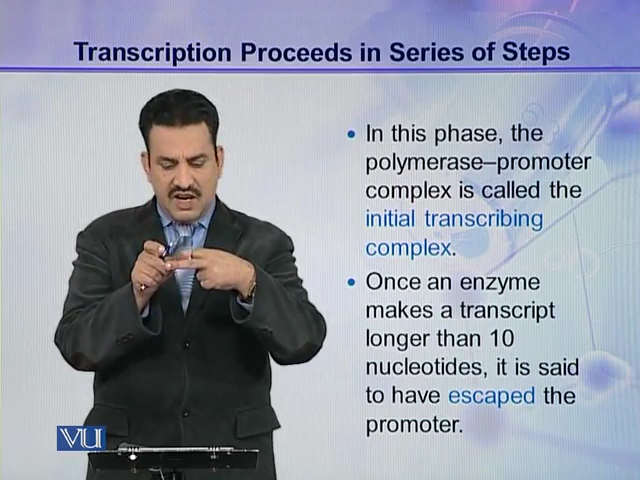 Transcription Proceeds in Series of Steps
• In this phase, the
polymerase–promoter
complex is called the
initial transcribing
complex.
• Once an enzyme
makes a transcript
longer than 10
nucleotides, it is said
to have escaped the
promoter.
VU